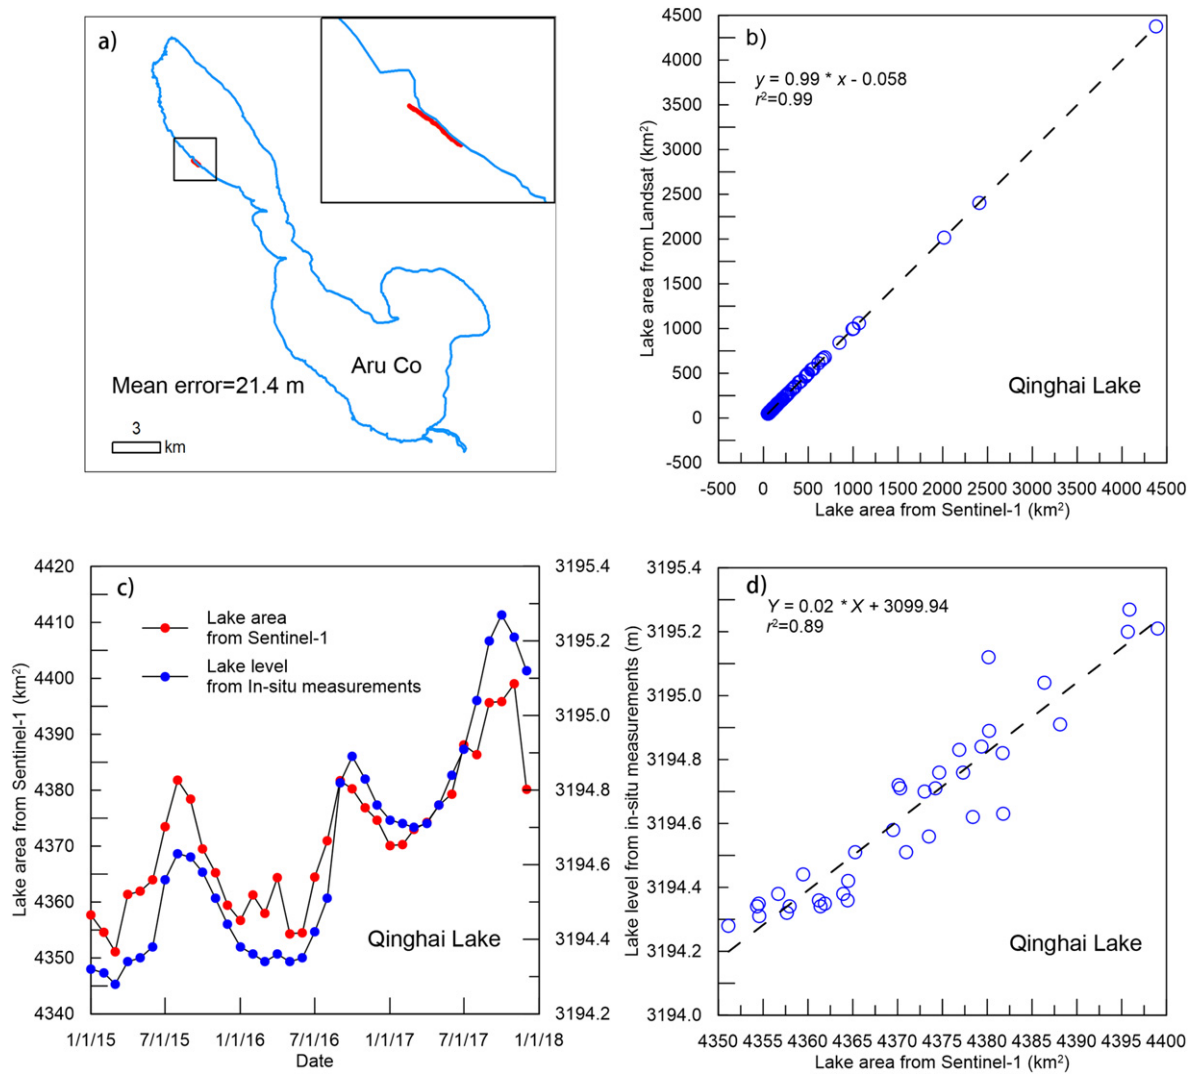 a)
Aru Co
Mean error=21.4 m
3
km
b)
y = 0.99 * x - 0.058
r²=0.99
Lake area from Landsat (km²)
4500
4000
3500
3000
2500
2000
1500
1000
500
0
-500
Qinghai Lake
-500 0 500 1000 1500 2000 2500 3000 3500 4000 4500
Lake area from Sentinel-1 (km²)
c)
Lake area
from Sentinel-1
Lake level
from In-situ measurements
Lake area from Sentinel-1 (km²)
4420
4410
4400
4390
4380
4370
4360
4350
4340
3195.4
3195.2
3195.0
3194.8
3194.6
3194.4
3194.2
Qinghai Lake
1/1/15 7/1/15 1/1/16 7/1/16 1/1/17 7/1/17 1/1/18
Date
d)
Y = 0.02 * X + 3099.94
r²=0.89
Lake level from in-situ measurements (m)
3195.4
3195.2
3195.0
3194.8
3194.6
3194.4
3194.2
3194.0
Qinghai Lake
4350 4355 4360 4365 4370 4375 4380 4385 4390 4395 4400
Lake area from Sentinel-1 (km²)